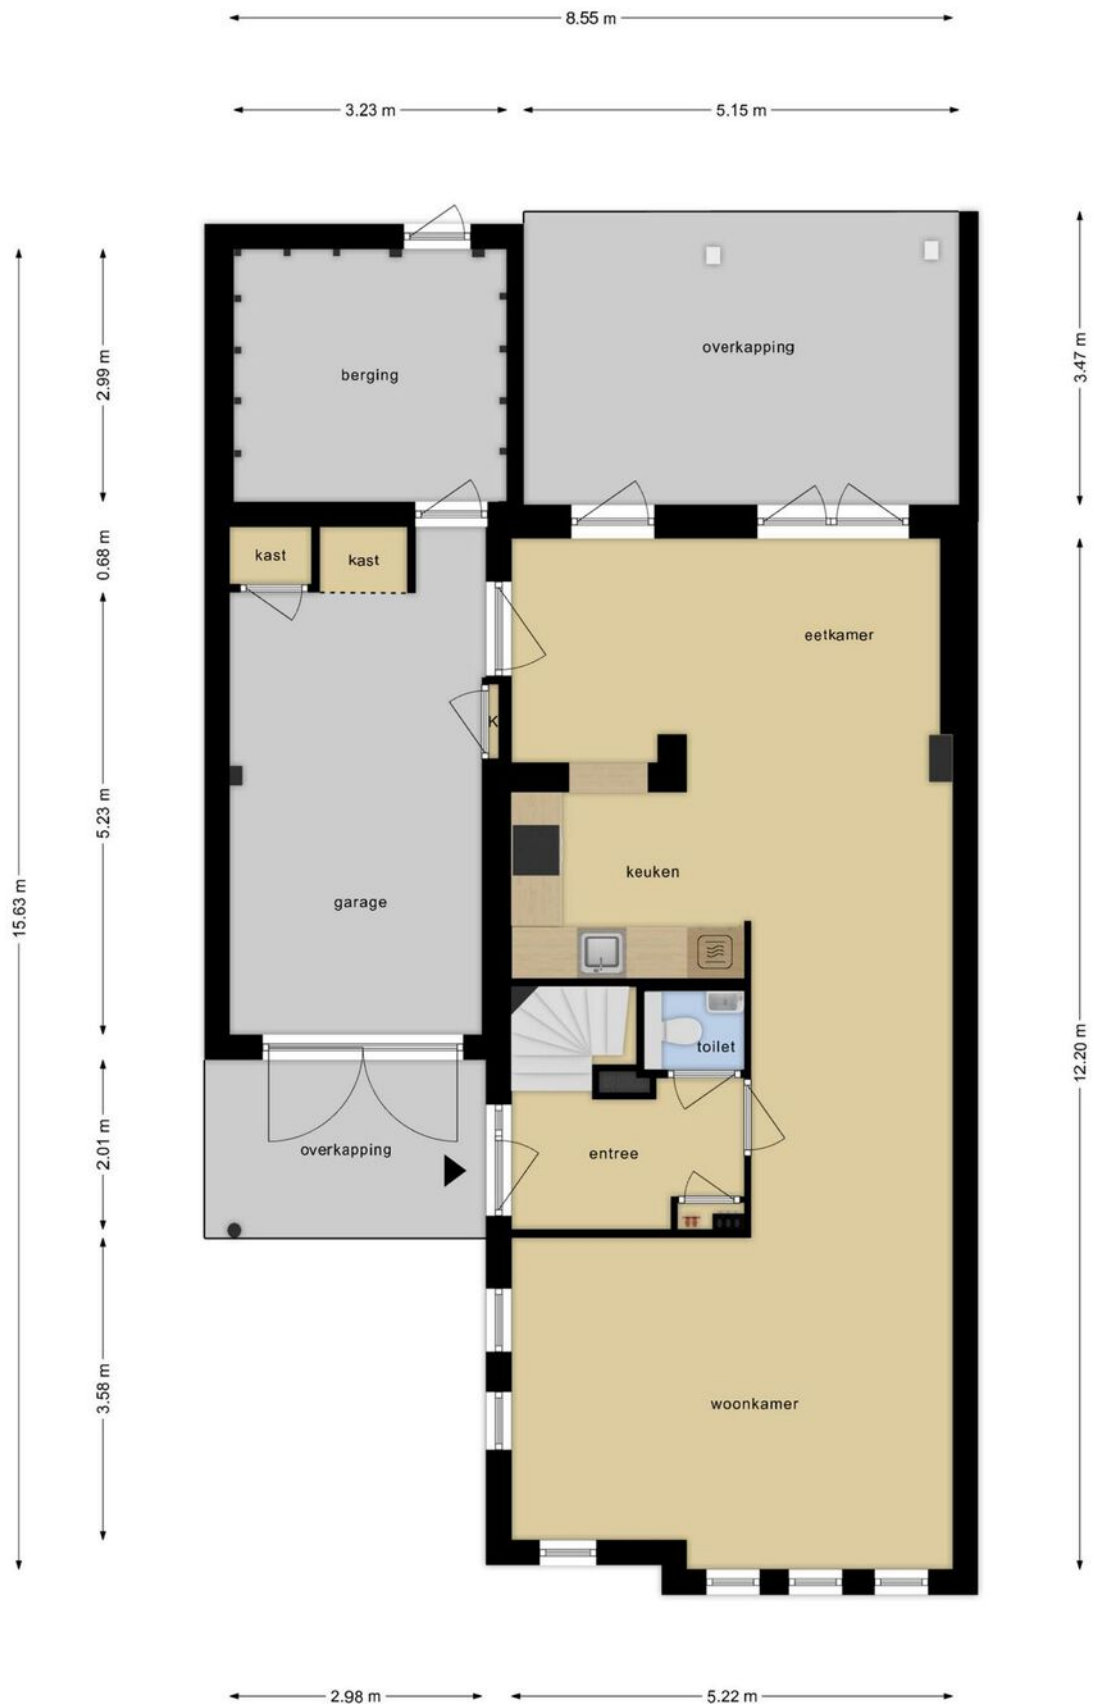 8.55 m
3.23 m
5.15 m
overkapping
berging
2.99 m
3.47 m
kast
kast
0.68 m
eetkamer
K
5.23 m
keuken
garage
15.63 m
toilet
12.20 m
overkapping
entree
2.01 m
3.58 m
woonkamer
2.98 m
5.22 m